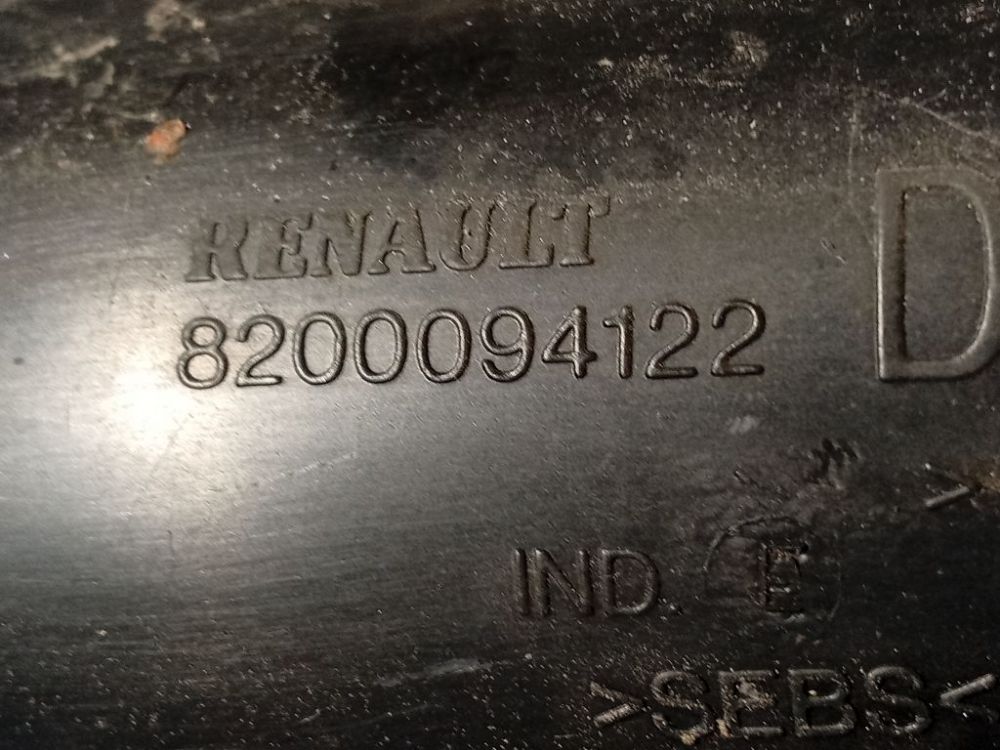 RENAULT
8200094122
D
>
IND. E
>SEBS<